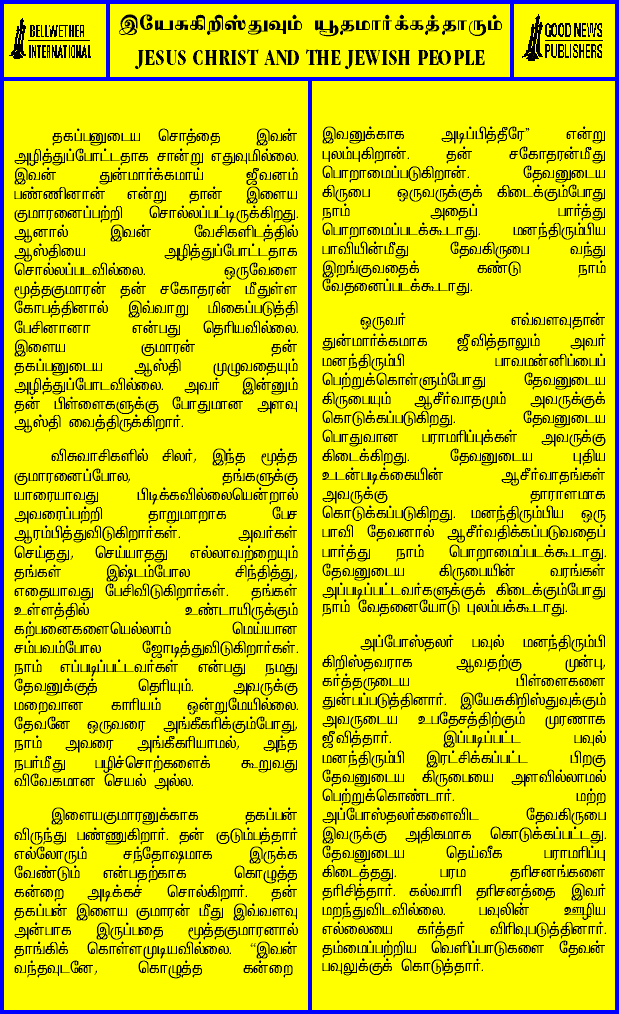 BELLWETHER
INTERNATIONAL
இயேசுகிறிஸ்துவும் யூதமார்க்கத்தாரும்
JESUS CHRIST AND THE JEWISH PEOPLE
GOOD NEWS
PUBLISHERS
தகப்பனுடைய சொத்தை இவன்
அழித்துப்போட்டதாக சான்று எதுவுமில்லை.
இவன் துன்மார்க்கமாய் ஜீவனம்
பண்ணினான் என்று தான் இளைய
குமாரனைப்பற்றி சொல்லப்பட்டிருக்கிறது.
ஆனால் இவன் வேசிகளிடத்தில்
ஆஸ்தியை அழித்துப்போட்டதாக
சொல்லப்படவில்லை. ஒருவேளை
மூத்தகுமாரன் தன் சகோதரன் மீதுள்ள
கோபத்தினால் இவ்வாறு மிகைப்படுத்தி
பேசினானா என்பது தெரியவில்லை.
இளைய குமாரன் தன்
தகப்பனுடைய ஆஸ்தி முழுவதையும்
அழித்துப்போடவில்லை. அவர் இன்னும்
தன் பிள்ளைகளுக்கு போதுமான அளவு
ஆஸ்தி வைத்திருக்கிறார்.
விசுவாசிகளில் சிலர், இந்த மூத்த
குமாரனைப்போல, தங்களுக்கு
யாரையாவது பிடிக்கவில்லையென்றால்
அவரைப்பற்றி தாறுமாறாக பேச
ஆரம்பித்துவிடுகிறார்கள். அவர்கள்
செய்தது, செய்யாதது எல்லாவற்றையும்
தங்கள் இஷ்டம்போல சிந்தித்து,
எதையாவது பேசிவிடுகிறார்கள். தங்கள்
உள்ளத்தில் உண்டாயிருக்கும்
கற்பனைகளையெல்லாம் மெய்யான
சம்பவம்போல ஜோடித்துவிடுகிறார்கள்.
நாம் எப்படிப்பட்டவர்கள் என்பது நமது
தேவனுக்குத் தெரியும். அவருக்கு
மறைவான காரியம் ஒன்றுமேயில்லை.
தேவனே ஒருவரை அங்கீகரிக்கும்போது,
நாம் அவரை அங்கீகரியாமல், அந்த
நபர்மீது பழிச்சொற்களைக் கூறுவது
விவேகமான செயல் அல்ல.
இளையகுமாரனுக்காக தகப்பன்
விருந்து பண்ணுகிறார். தன் குடும்பத்தார்
எல்லோரும் சந்தோஷமாக இருக்க
வேண்டும் என்பதற்காக கொழுத்த
கன்றை அடிக்கச் சொல்கிறார். தன்
தகப்பன் இளைய குமாரன் மீது இவ்வளவு
அன்பாக இருப்பதை மூத்தகுமாரனால்
தாங்கிக் கொள்ளமுடியவில்லை. “இவன்
வந்தவுடனே, கொழுத்த கன்றை
இவனுக்காக அடிப்பித்தீரே” என்று
புலம்புகிறான். தன் சகோதரன்மீது
பொறாமைப்படுகிறான். தேவனுடைய
கிருபை ஒருவருக்குக் கிடைக்கும்போது
நாம் அதைப் பார்த்து
பொறாமைப்படக்கூடாது. மனந்திரும்பிய
பாவியின்மீது தேவகிருபை வந்து
இறங்குவதைக் கண்டு நாம்
வேதனைப்படக்கூடாது.
ஒருவர் எவ்வளவுதான்
துன்மார்க்கமாக ஜீவித்தாலும் அவர்
மனந்திரும்பி பாவமன்னிப்பைப்
பெற்றுக்கொள்ளும்போது தேவனுடைய
கிருபையும் ஆசீர்வாதமும் அவருக்குக்
கொடுக்கப்படுகிறது. தேவனுடைய
பொதுவான பராமரிப்புக்கள் அவருக்கு
கிடைக்கிறது. தேவனுடைய புதிய
உடன்படிக்கையின் ஆசீர்வாதங்கள்
அவருக்கு தாராளமாக
கொடுக்கப்படுகிறது. மனந்திரும்பிய ஒரு
பாவி தேவனால் ஆசீர்வதிக்கப்படுவதைப்
பார்த்து நாம் பொறாமைப்படக்கூடாது.
தேவனுடைய கிருபையின் வரங்கள்
அப்படிப்பட்டவர்களுக்குக் கிடைக்கும்போது
நாம் வேதனையோடு புலம்பக்கூடாது.
அப்போஸ்தலர் பவுல் மனந்திரும்பி
கிறிஸ்தவராக ஆவதற்கு முன்பு,
கர்த்தருடைய பிள்ளைகளை
துன்பப்படுத்தினார். இயேசுகிறிஸ்துவுக்கும்
அவருடைய உபதேசத்திற்கும் முரணாக
ஜீவித்தார். இப்படிப்பட்ட பவுல்
மனந்திரும்பி இரட்சிக்கப்பட்ட பிறகு
தேவனுடைய கிருபையை அளவில்லாமல்
பெற்றுக்கொண்டார். மற்ற
அப்போஸ்தலர்களைவிட தேவகிருபை
இவருக்கு அதிகமாக கொடுக்கப்பட்டது.
தேவனுடைய தெய்வீக பராமரிப்பு
கிடைத்தது. பரம தரிசனங்களை
தரிசித்தார். கல்வாரி தரிசனத்தை இவர்
மறந்துவிடவில்லை. பவுலின் ஊழிய
எல்லையை கர்த்தர் விரிவுபடுத்தினார்.
தம்மைப்பற்றிய வெளிப்பாடுகளை தேவன்
பவுலுக்குக் கொடுத்தார்.